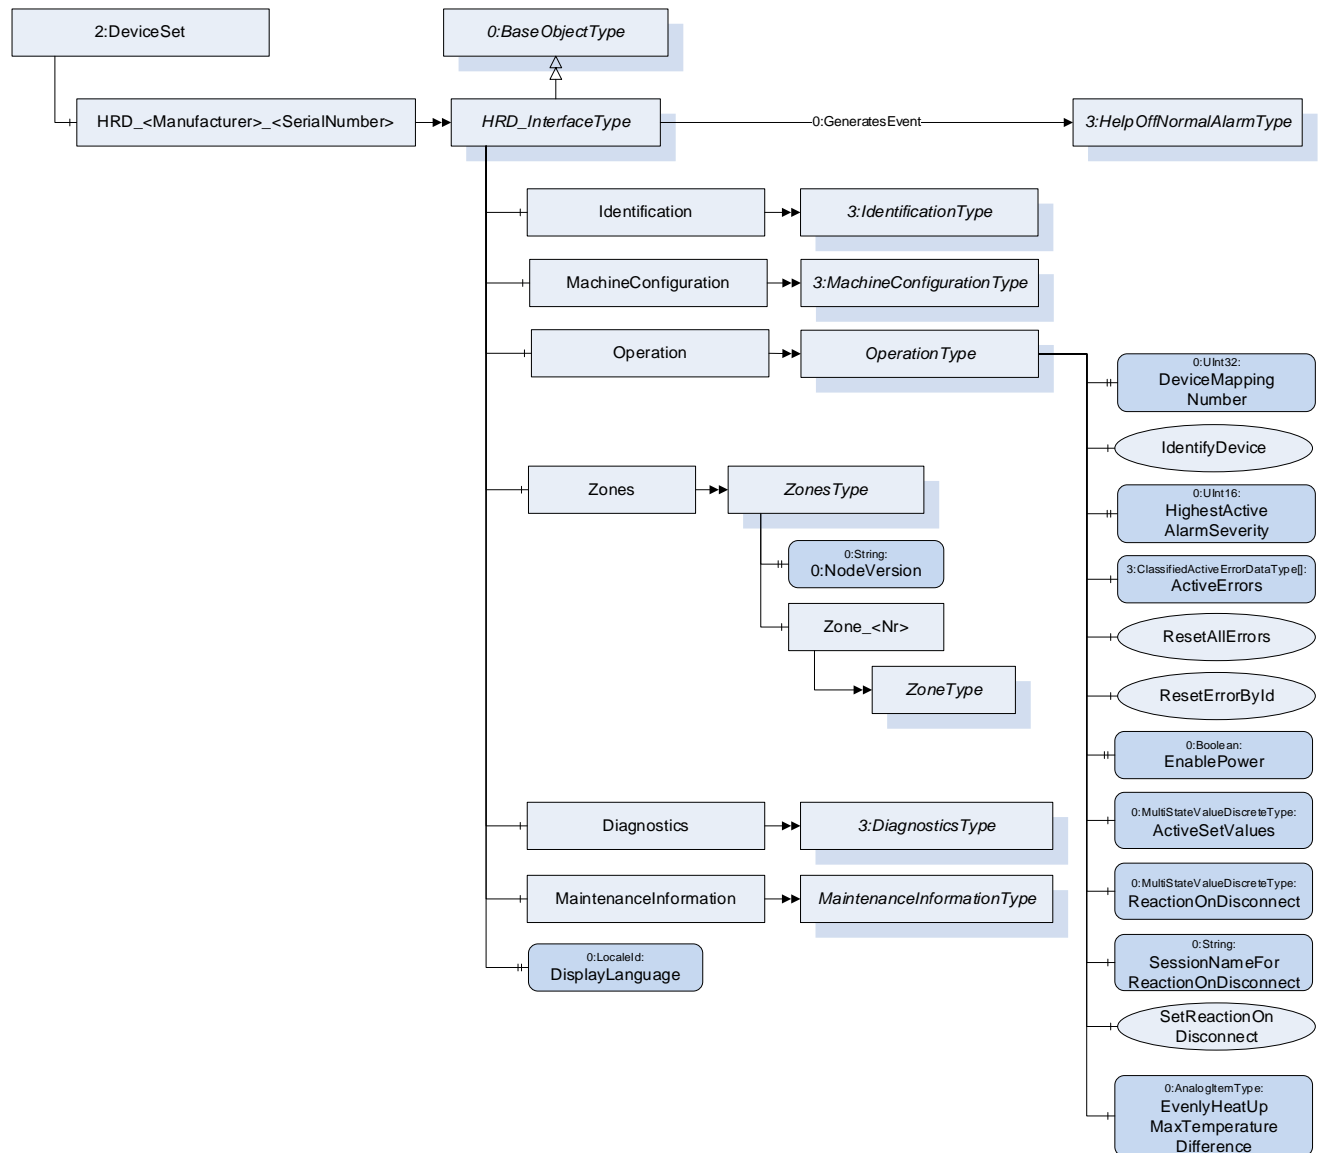 2:DeviceSet
0:BaseObjectType
HRD_<Manufacturer>_<SerialNumber>
HRD_InterfaceType
0:GeneratesEvent
3:HelpOffNormalAlarmType
Identification
3:IdentificationType
MachineConfiguration
3:MachineConfigurationType
Operation
OperationType
0:UInt32:
DeviceMapping
Number
IdentifyDevice
Zones
ZonesType
0:UInt16:
HighestActive
AlarmSeverity
0:String:
0:NodeVersion
3:ClassifiedActiveErrorDataType[]:
ActiveErrors
Zone_<Nr>
ResetAllErrors
ZoneType
ResetErrorById
0:Boolean:
EnablePower
Diagnostics
3:DiagnosticsType
0:MultiStateValueDiscreteType:
ActiveSetValues
MaintenanceInformation
MaintenanceInformationType
0:MultiStateValueDiscreteType:
ReactionOnDisconnect
0:LocaleId:
DisplayLanguage
0:String:
SessionNameFor
ReactionOnDisconnect
SetReactionOn
Disconnect
0:AnalogItemType:
EvenlyHeatUp
MaxTemperature
Difference